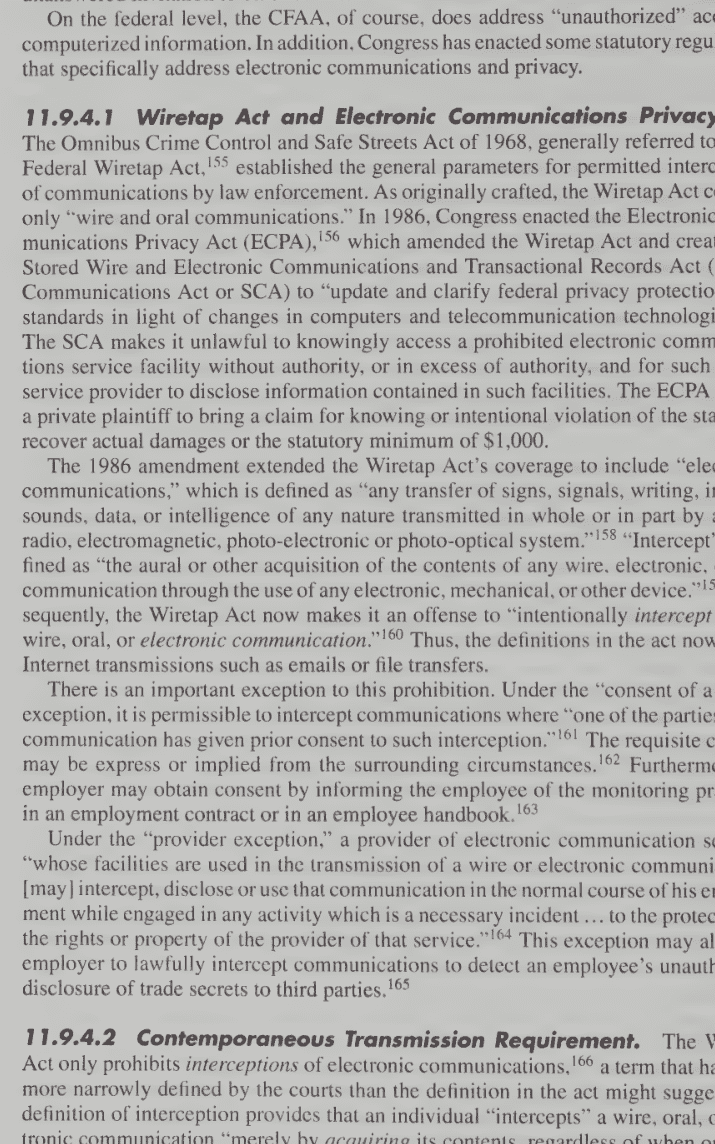 On the federal level, the CFAA, of course, does address “unauthorized” acc
computerized information. In addition, Congress has enacted some statutory regu
that specifically address electronic communications and privacy.
11.9.4.1 Wiretap Act and Electronic Communications Privacy
The Omnibus Crime Control and Safe Streets Act of 1968, generally referred to
Federal Wiretap Act,155 established the general parameters for permitted interc
of communications by law enforcement. As originally crafted, the Wiretap Act co
only “wire and oral communications.” In 1986, Congress enacted the Electronic
munications Privacy Act (ECPA),156 which amended the Wiretap Act and creat
Stored Wire and Electronic Communications and Transactional Records Act (
Communications Act or SCA) to “update and clarify federal privacy protectio
standards in light of changes in computers and telecommunication technologi
The SCA makes it unlawful to knowingly access a prohibited electronic comm
tions service facility without authority, or in excess of authority, and for such
service provider to disclose information contained in such facilities. The ECPA
a private plaintiff to bring a claim for knowing or intentional violation of the sta
recover actual damages or the statutory minimum of $1,000.
The 1986 amendment extended the Wiretap Act’s coverage to include “elec
communications,” which is defined as “any transfer of signs, signals, writing, in
sounds, data, or intelligence of any nature transmitted in whole or in part by a
radio, electromagnetic, photo-electronic or photo-optical system.”158 “Intercept”
fined as “the aural or other acquisition of the contents of any wire, electronic,
communication through the use of any electronic, mechanical, or other device.”15
sequently, the Wiretap Act now makes it an offense to “intentionally intercept
wire, oral, or electronic communication.”160 Thus, the definitions in the act now
Internet transmissions such as emails or file transfers.
There is an important exception to this prohibition. Under the “consent of a
exception, it is permissible to intercept communications where “one of the parties
communication has given prior consent to such interception.”161 The requisite c
may be express or implied from the surrounding circumstances.162 Furtherme
employer may obtain consent by informing the employee of the monitoring pr
in an employment contract or in an employee handbook.163
Under the “provider exception,” a provider of electronic communication se
“whose facilities are used in the transmission of a wire or electronic communi
[may] intercept, disclose or use that communication in the normal course of his en
ment while engaged in any activity which is a necessary incident ... to the protec
the rights or property of the provider of that service.”164 This exception may al
employer to lawfully intercept communications to detect an employee’s unauth
disclosure of trade secrets to third parties.165
11.9.4.2 Contemporaneous Transmission Requirement. The W
Act only prohibits interceptions of electronic communications,166 a term that ha
more narrowly defined by the courts than the definition in the act might sugge
definition of interception provides that an individual “intercepts” a wire, oral, o
tronic communication “merely by acquiring its contents, regardless of when o